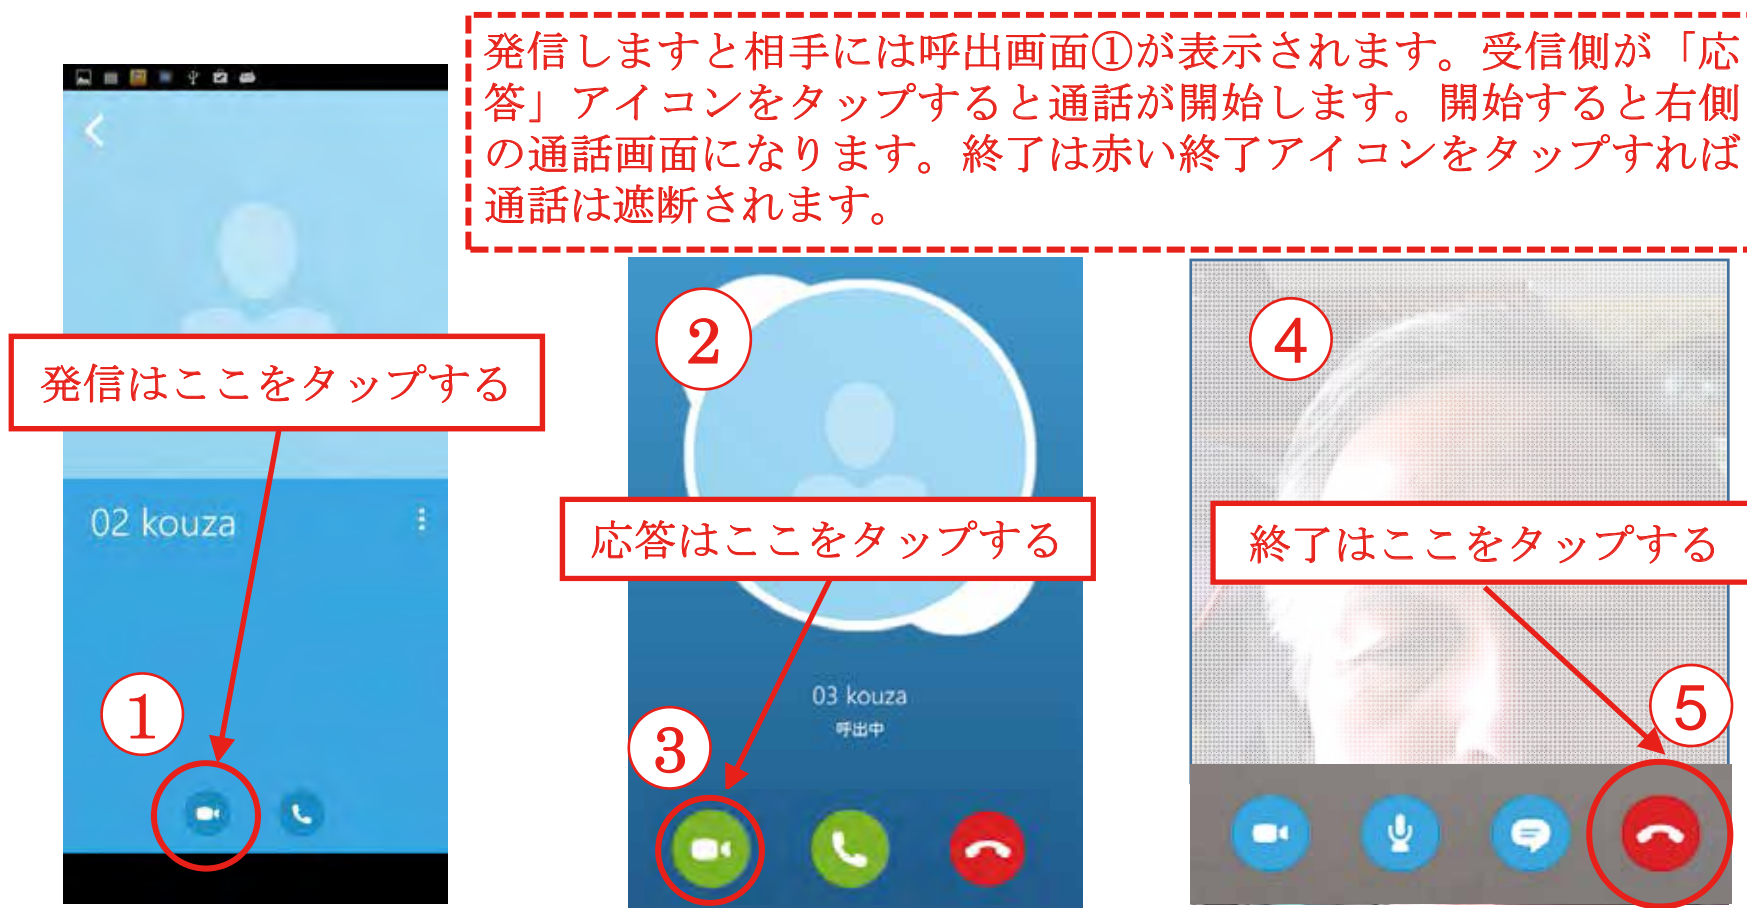 発信しますと相手には呼出画面①が表示されます。受信側が「応
答」アイコンをタップすると通話が開始します。開始すると右側
の通話画面になります。終了は赤い終了アイコンをタップすれば
通話は遮断されます。
発信はここをタップする
02 kouza
1
2
応答はここをタップする
03 kouza
呼出中
3
4
終了はここをタップする
5